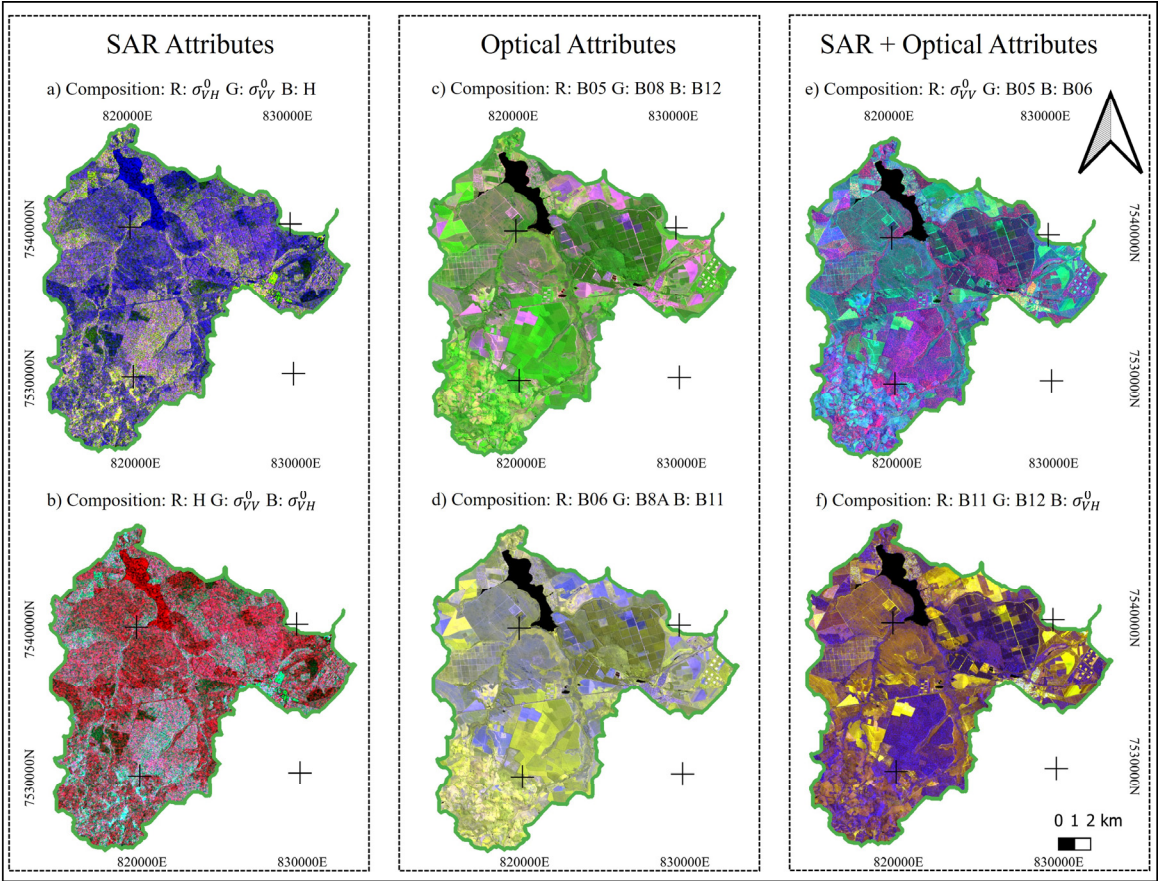 SAR Attributes
a) Composition: R: σ⁰VH G: σ⁰VV B: H
820000E 830000E
7540000N
7530000N
820000E 830000E
b) Composition: R: H G: σ⁰VV B: σ⁰VH
7540000N
7530000N
820000E 830000E
Optical Attributes
c) Composition: R: B05 G: B08 B: B12
820000E 830000E
820000E 830000E
d) Composition: R: B06 G: B8A B: B11
820000E 830000E
SAR + Optical Attributes
e) Composition: R: σ⁰VV G: B05 B: B06
820000E 830000E
7540000N
7530000N
820000E 830000E
f) Composition: R: B11 G: B12 B: σ⁰VH
7540000N
7530000N
0 1 2 km
820000E 830000E